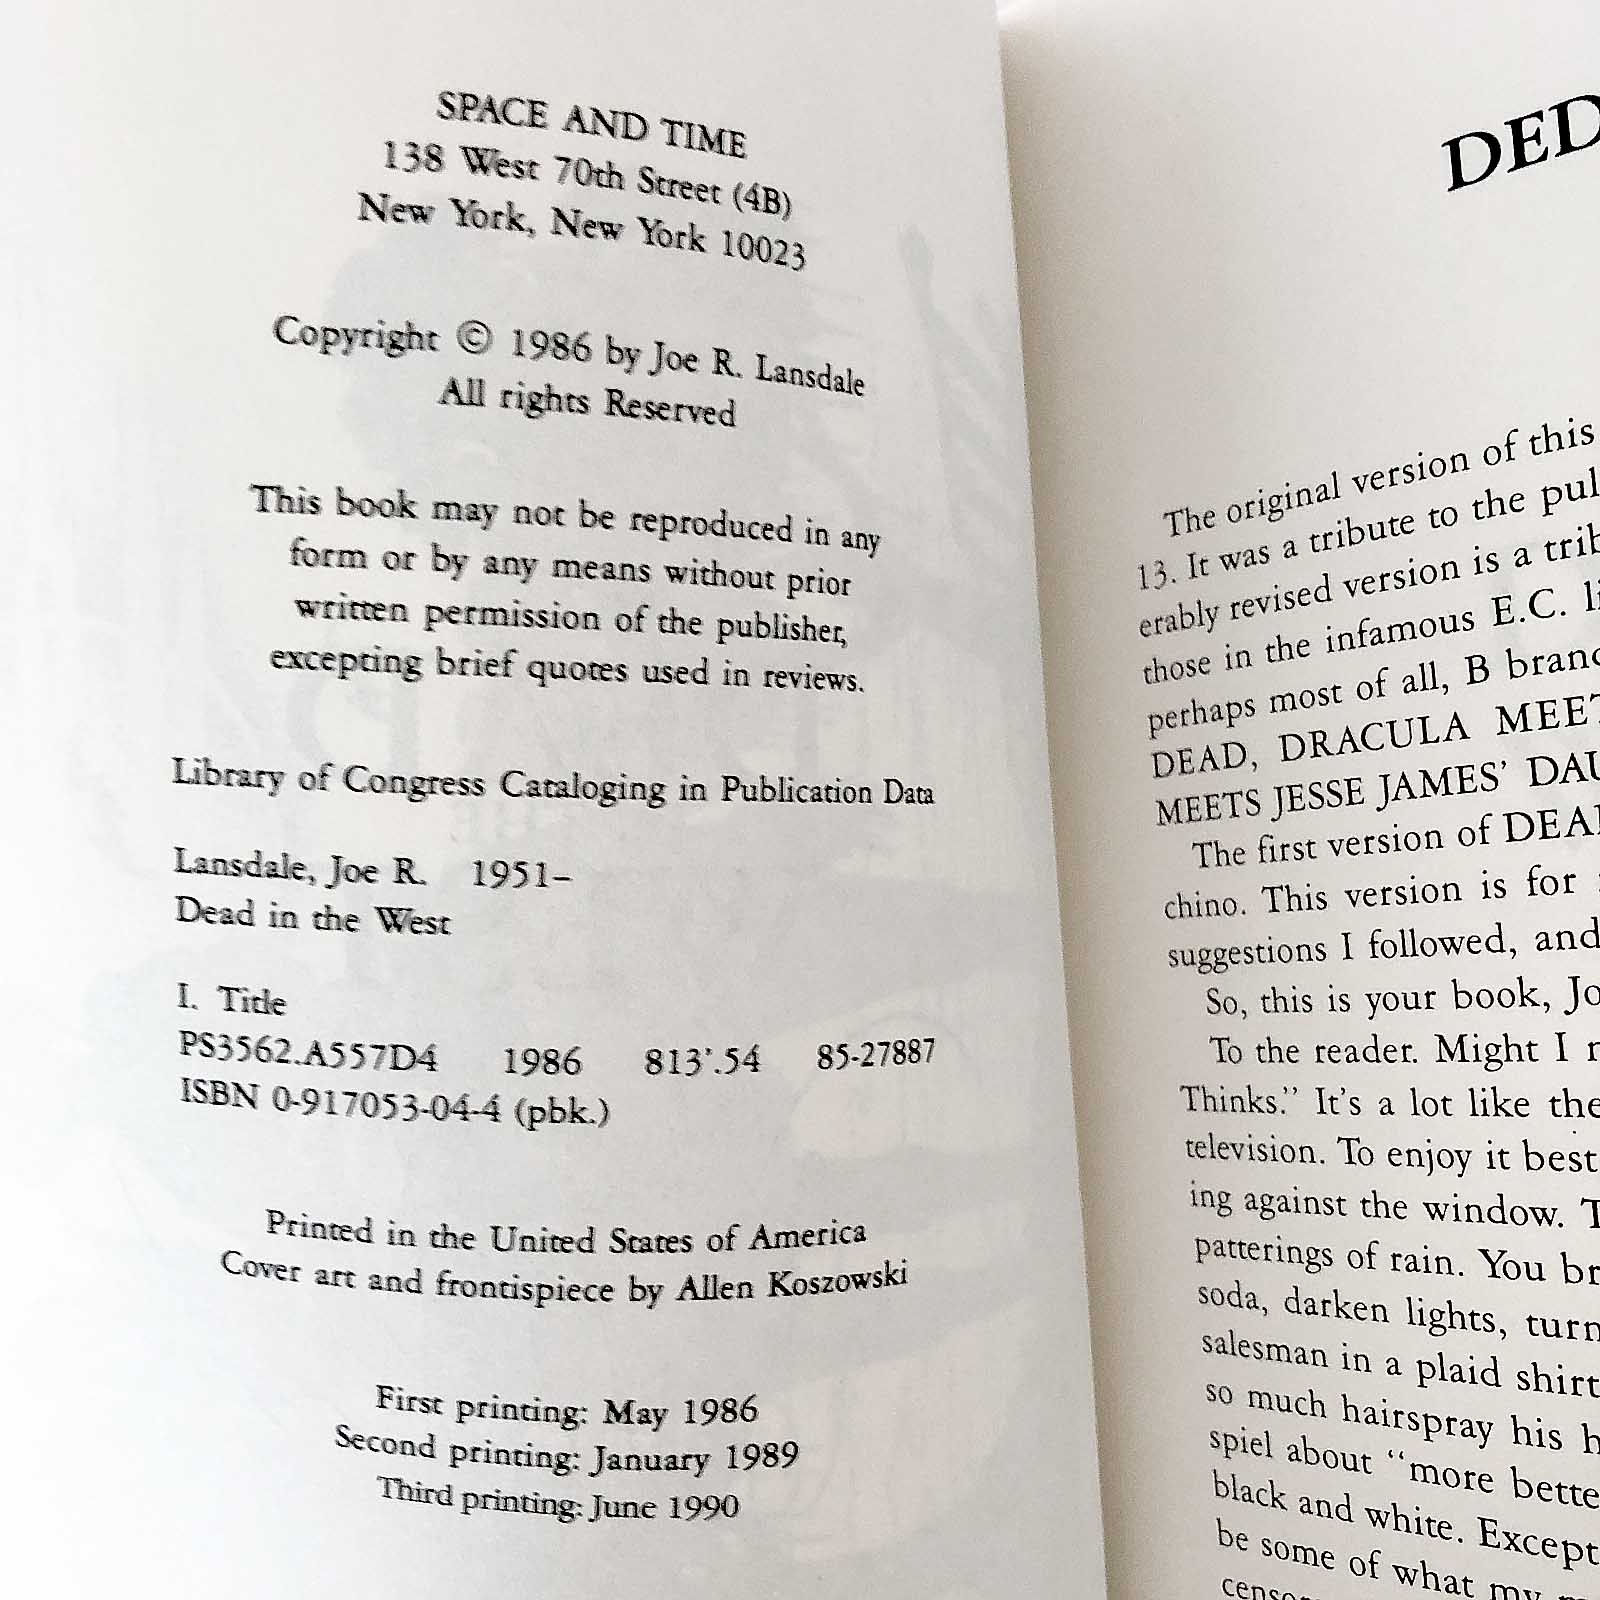 SPACE AND TIME
138 West 70th Street (4B)
New York, New York 10023
Copyright © 1986 by Joe R. Lansdale
All rights Reserved
This book may not be reproduced in any
form or by any means without prior
written permission of the publisher,
excepting brief quotes used in reviews.
Library of Congress Cataloging in Publication Data
Lansdale, Joe R. 1951–
Dead in the West
I. Title
PS3562.A557D4 1986 813'.54 85-27887
ISBN 0-917053-04-4 (pbk.)
Printed in the United States of America
Cover art and frontispiece by Allen Koszowski
First printing: May 1986
Second printing: January 1989
Third printing: June 1990
DED
The original version of this
13. It was a tribute to the pul
erably revised version is a trib
those in the infamous E.C. li
perhaps most of all, B branc
DEAD, DRACULA MEET
MEETS JESSE JAMES' DAU
The first version of DEA
chino. This version is for
suggestions I followed, and
So, this is your book, Jo
To the reader. Might I r
Thinks." It's a lot like the
television. To enjoy it best
ing against the window. T
patterings of rain. You br
soda, darken lights, turn
salesman in a plaid shirt
so much hairspray his h
spiel about "more bette
black and white. Except
be some of what my
censo